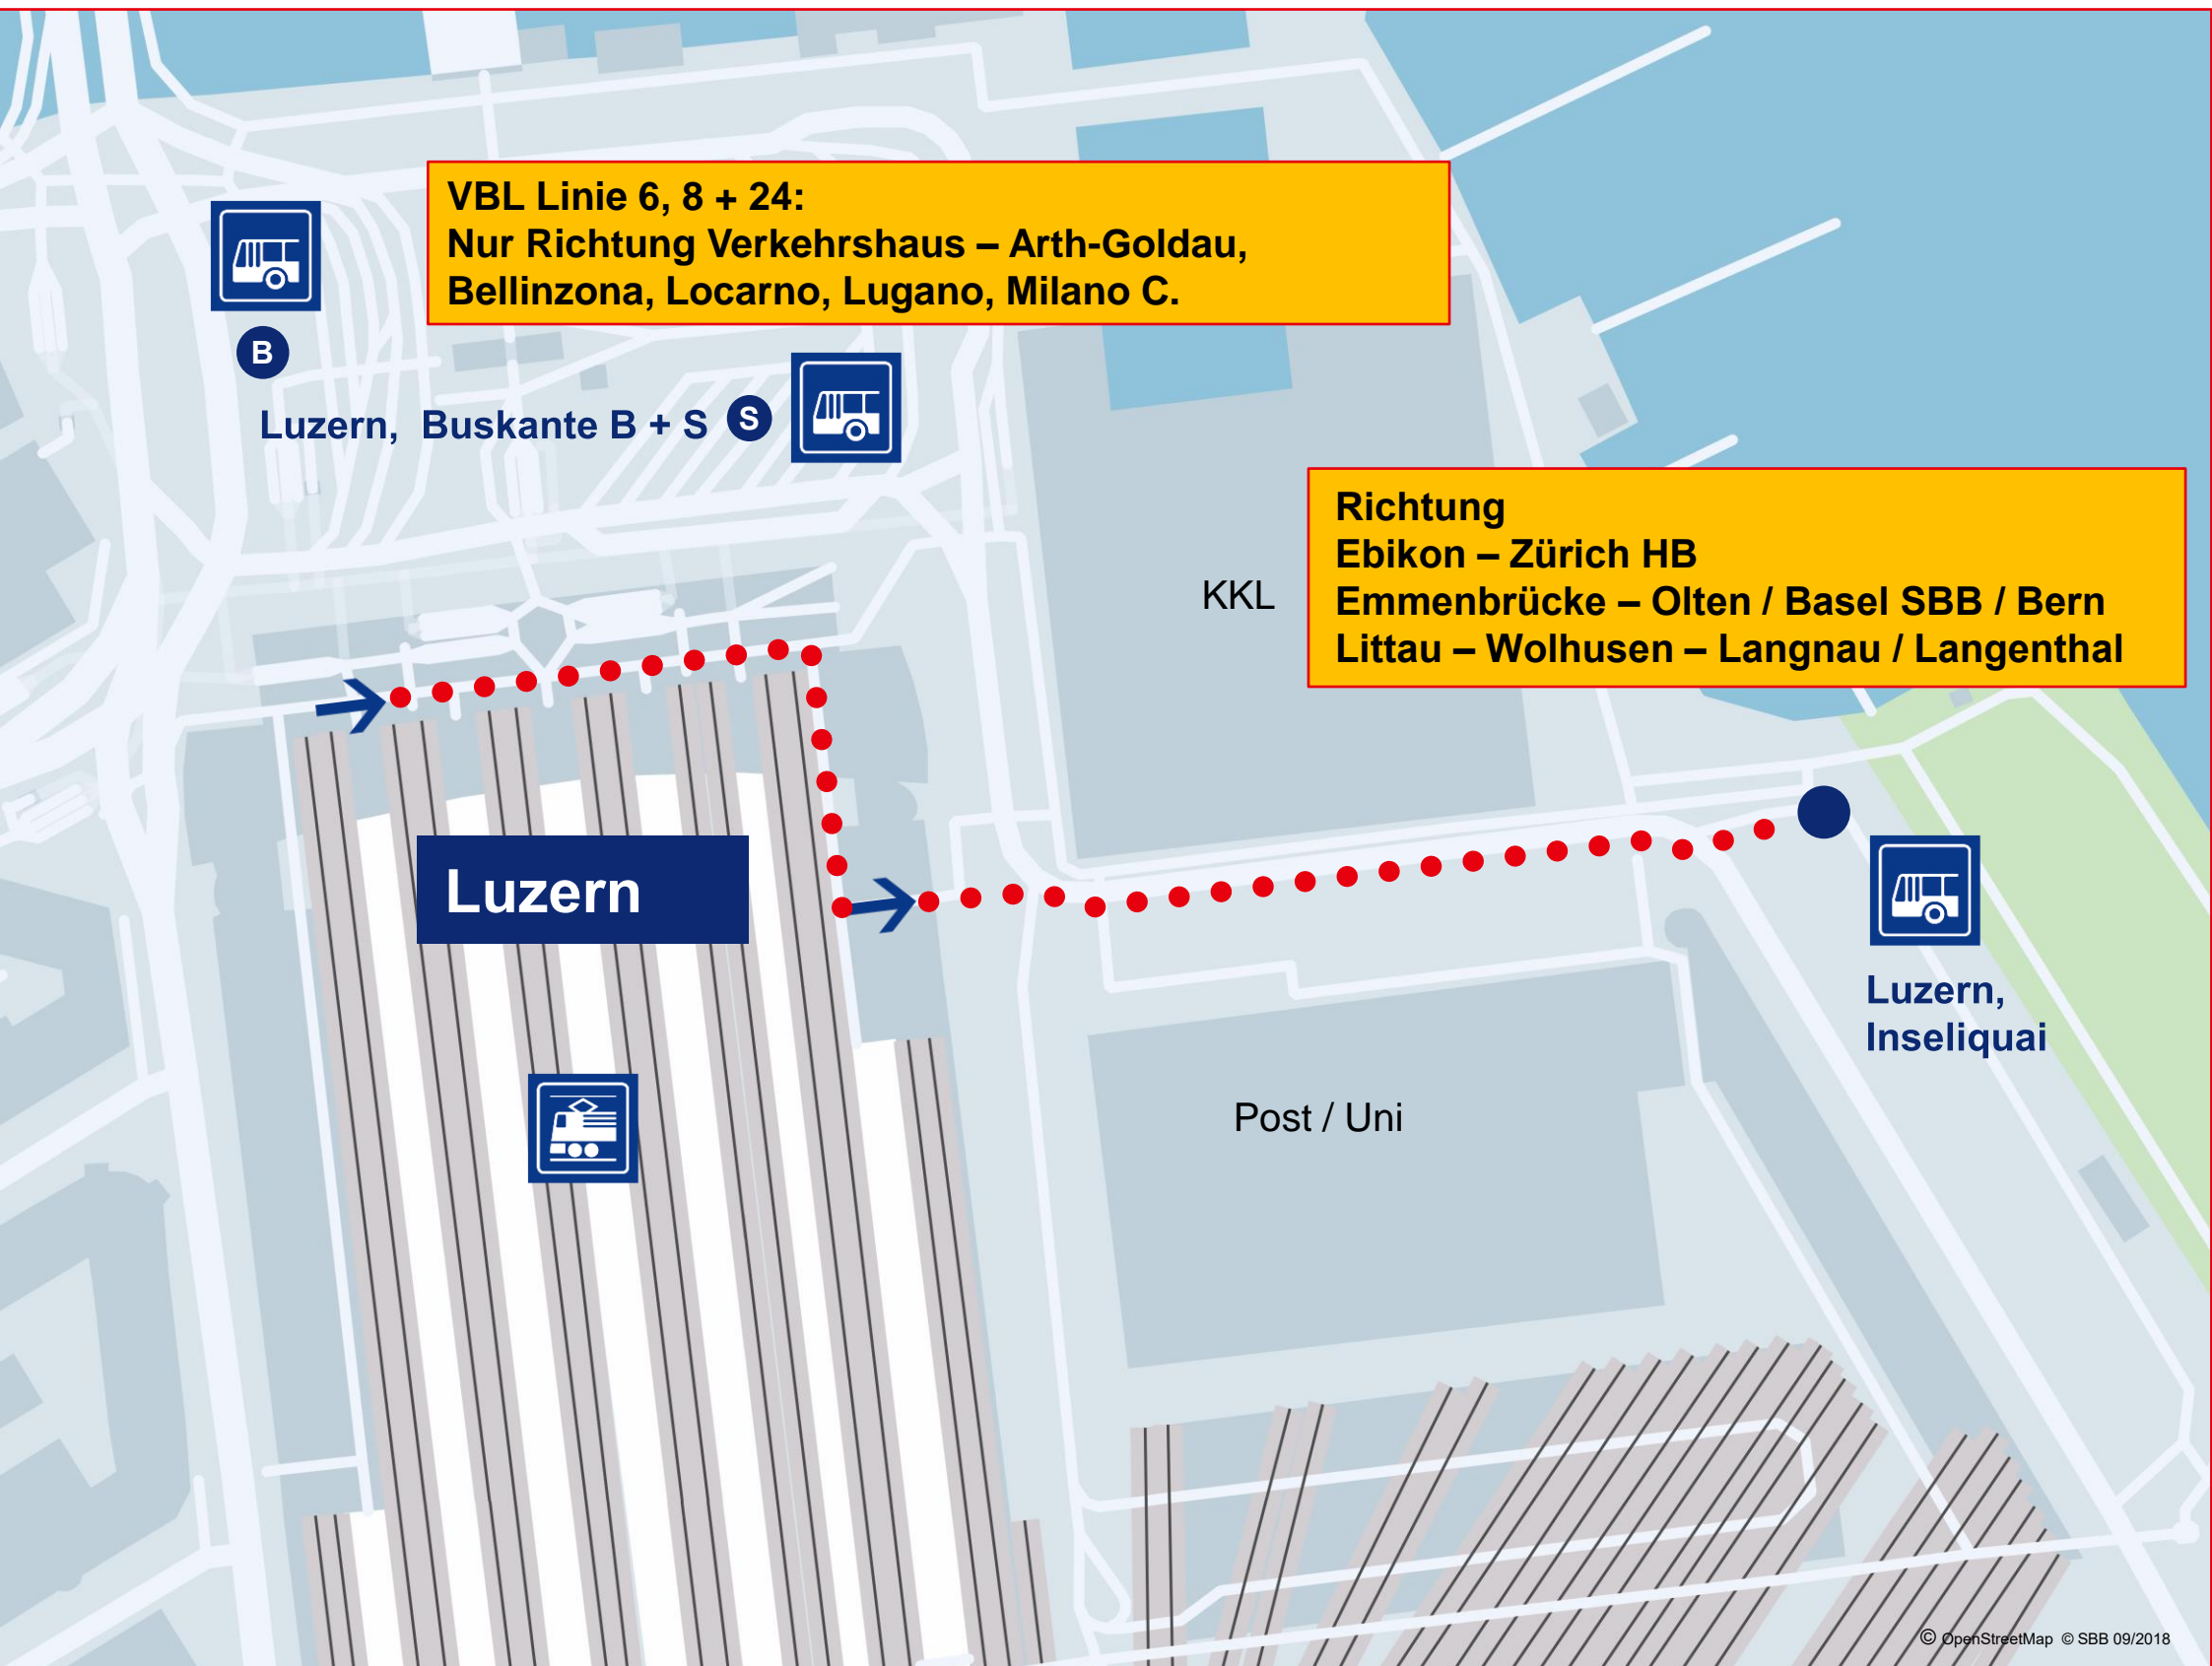 VBL Linie 6, 8 + 24:
Nur Richtung Verkehrshaus – Arth-Goldau,
Bellinzona, Locarno, Lugano, Milano C.
B
Luzern, Buskante B + S
S
Richtung
Ebikon – Zürich HB
Emmenbrücke – Olten / Basel SBB / Bern
Littau – Wolhusen – Langnau / Langenthal
KKL
Luzern
Luzern,
Inseliquai
Post / Uni
© OpenStreetMap © SBB 09/2018